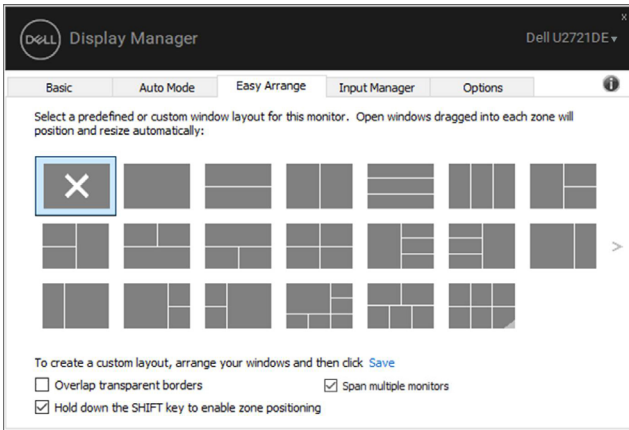 x
DELL Display Manager Dell U2721DE
Basic Auto Mode Easy Arrange Input Manager Options
Select a predefined or custom window layout for this monitor. Open windows dragged into each zone will
position and resize automatically:
To create a custom layout, arrange your windows and then click Save
Overlap transparent borders Span multiple monitors
Hold down the SHIFT key to enable zone positioning